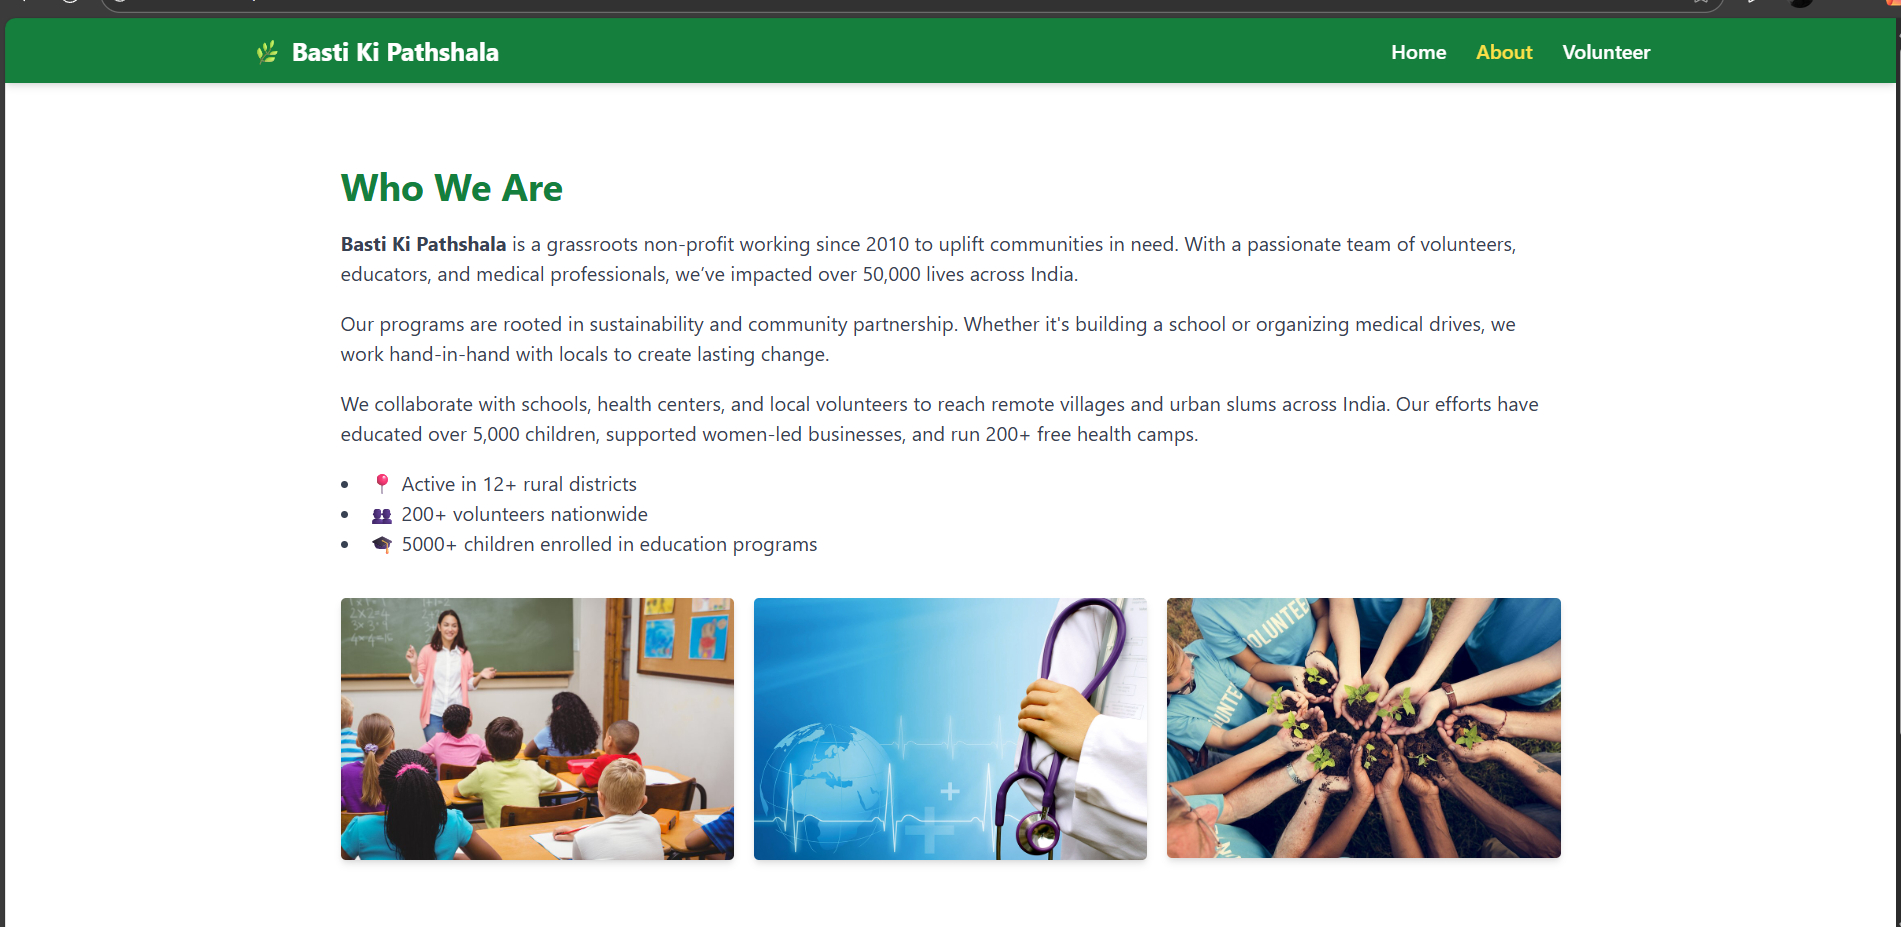 Basti Ki Pathshala
Home About Volunteer
Who We Are
Basti Ki Pathshala is a grassroots non-profit working since 2010 to uplift communities in need. With a passionate team of volunteers,
educators, and medical professionals, we’ve impacted over 50,000 lives across India.
Our programs are rooted in sustainability and community partnership. Whether it's building a school or organizing medical drives, we
work hand-in-hand with locals to create lasting change.
We collaborate with schools, health centers, and local volunteers to reach remote villages and urban slums across India. Our efforts have
educated over 5,000 children, supported women-led businesses, and run 200+ free health camps.
• 📍 Active in 12+ rural districts
• 👥 200+ volunteers nationwide
• 🎓 5000+ children enrolled in education programs
2×2=4
OLUNTEE
UNTE